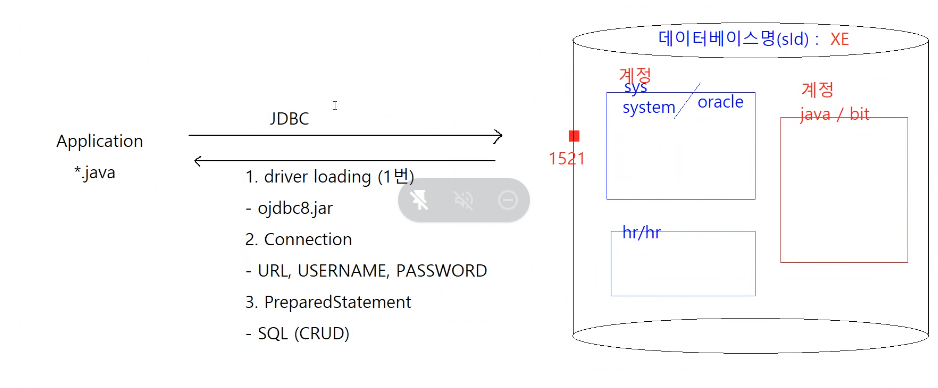 데이터베이스명(sId) : XE
계정
sys
system / oracle
계정
java / bit
hr/hr
1521
JDBC
Application
*.java
1. driver loading (1번)
- ojdbc8.jar
2. Connection
- URL, USERNAME, PASSWORD
3. PreparedStatement
- SQL (CRUD)